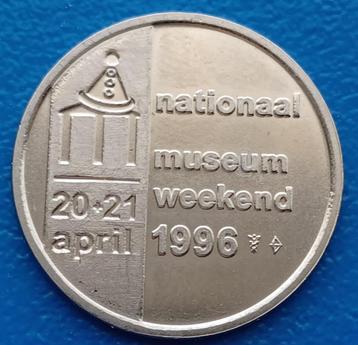 nationaal
museum
weekend
1996
20+21
april